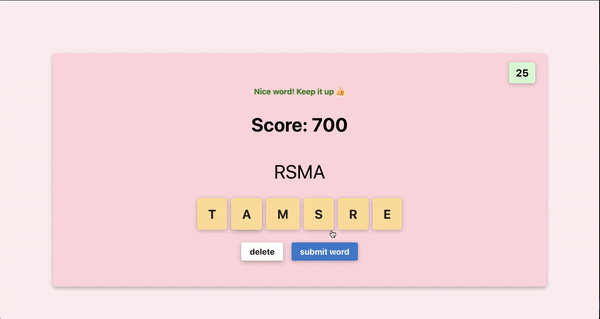 25
Nice word! Keep it up 👍
Score: 700
RSMA
T A M S R E
delete submit word